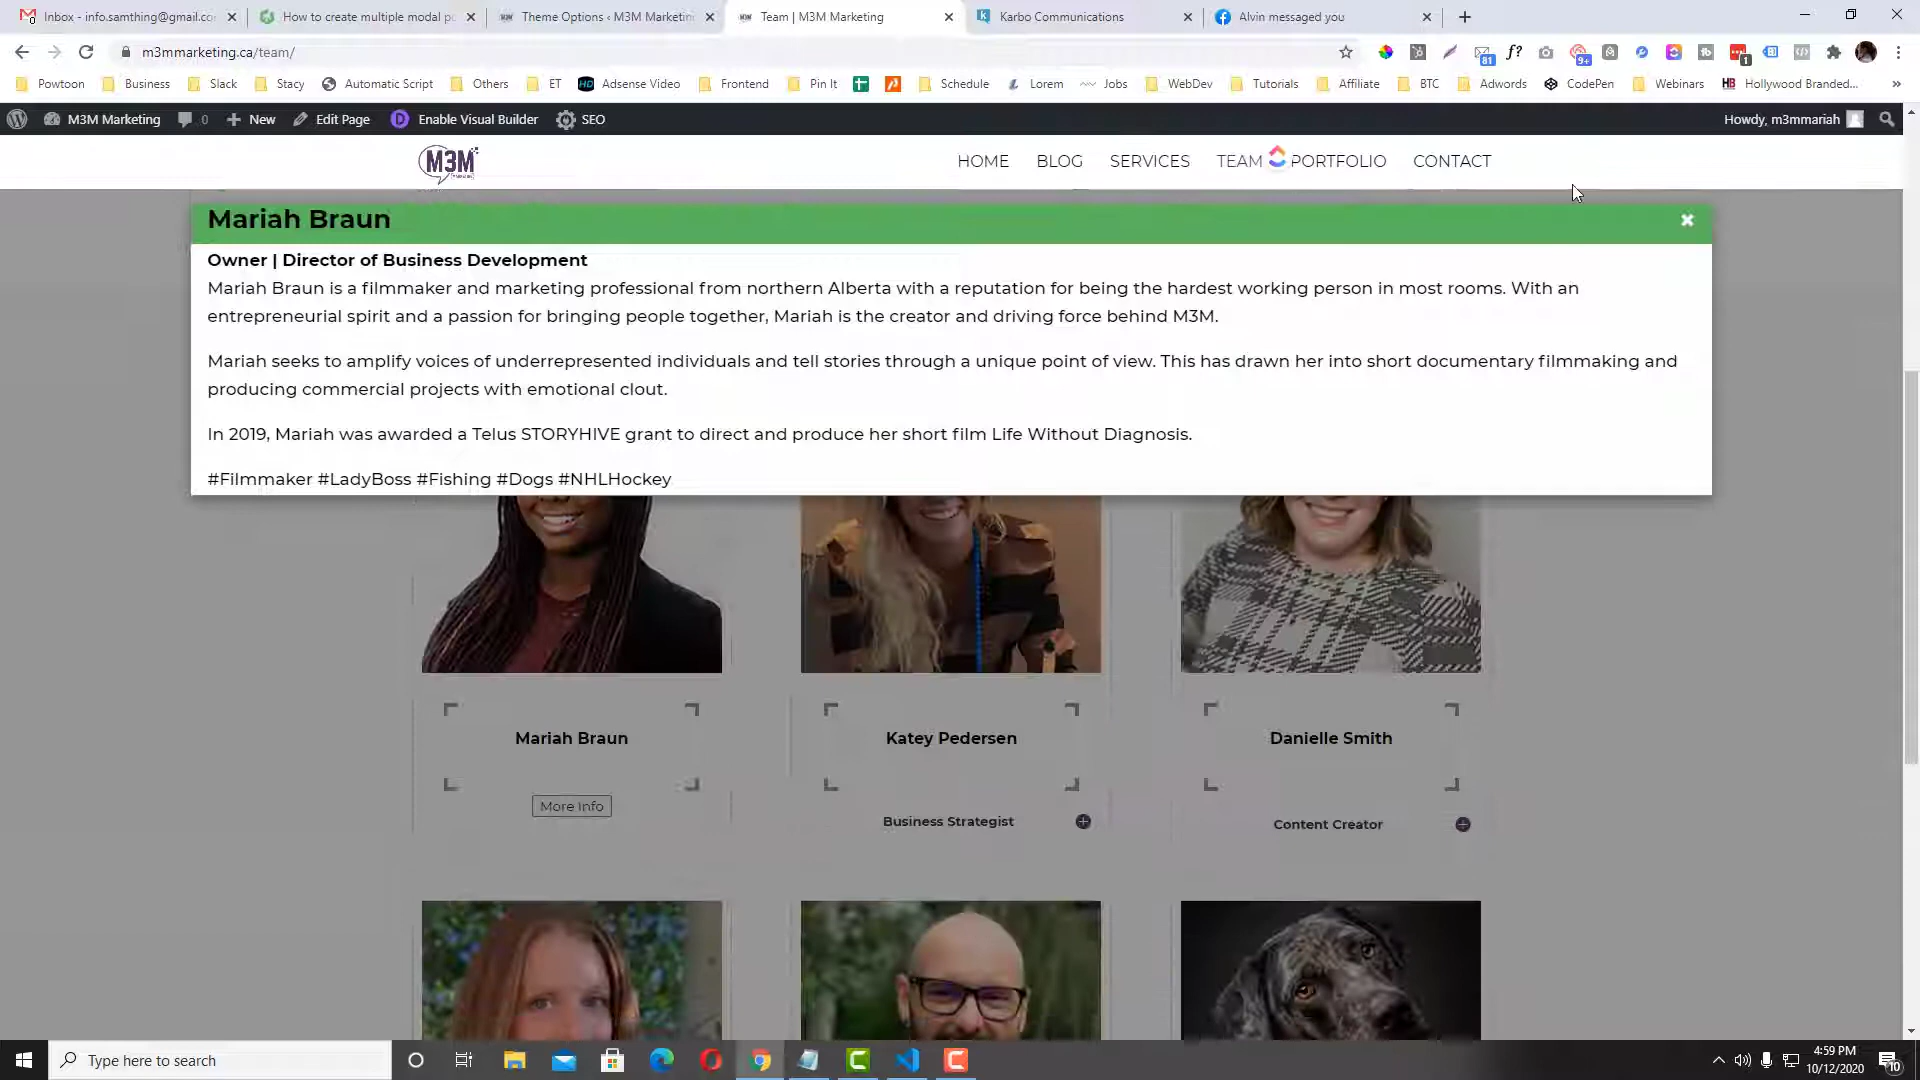 Inbox - info.samthing@gmail.co
How to create multiple modal po
Theme Options ‹ M3M Marketin
Team | M3M Marketing
Karbo Communications
Alvin messaged you
m3mmarketing.ca/team/
81
f?
9+
1
Powtoon
Business
Slack
Stacy
Automatic Script
Others
ET
Adsense Video
Frontend
Pin It
Schedule
Lorem
Jobs
WebDev
Tutorials
Affiliate
BTC
Adwords
CodePen
Webinars
HB Hollywood Branded...
M3M Marketing
0
New
Edit Page
D Enable Visual Builder
SEO
Howdy, m3mmariah
M3M
HOME
BLOG
SERVICES
TEAM
PORTFOLIO
CONTACT
Mariah Braun
Owner | Director of Business Development
Mariah Braun is a filmmaker and marketing professional from northern Alberta with a reputation for being the hardest working person in most rooms. With an
entrepreneurial spirit and a passion for bringing people together, Mariah is the creator and driving force behind M3M.
Mariah seeks to amplify voices of underrepresented individuals and tell stories through a unique point of view. This has drawn her into short documentary filmmaking and
producing commercial projects with emotional clout.
In 2019, Mariah was awarded a Telus STORYHIVE grant to direct and produce her short film Life Without Diagnosis.
#Filmmaker #LadyBoss #Fishing #Dogs #NHLHockey
Mariah Braun
Katey Pedersen
Danielle Smith
More Info
Business Strategist
Content Creator
Type here to search
4:59 PM
10/12/2020
10